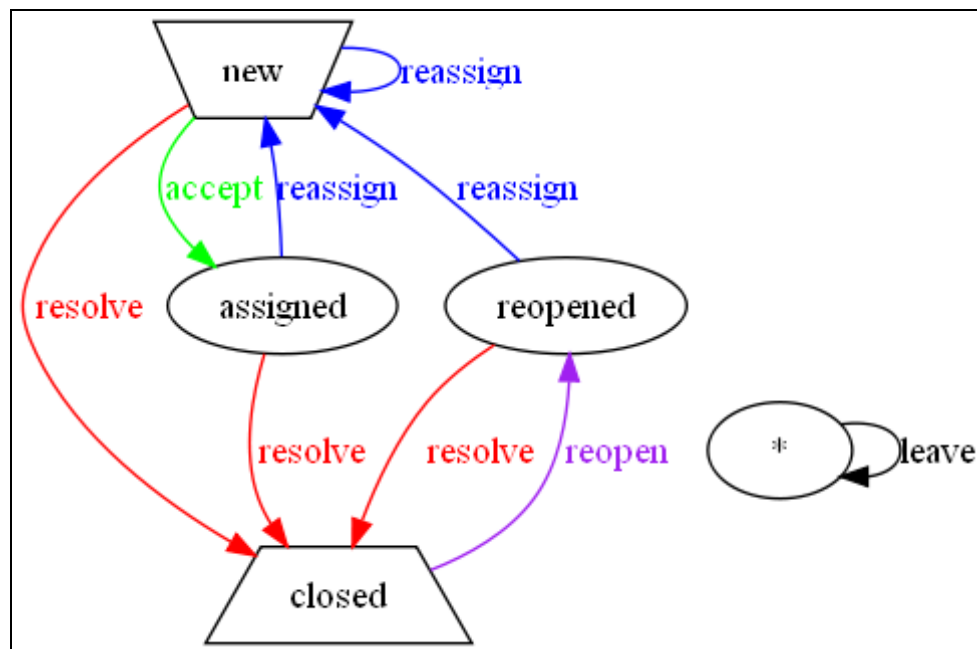 new
reassign
accept
reassign
reassign
resolve
assigned
reopened
resolve
resolve
reopen
*
leave
closed